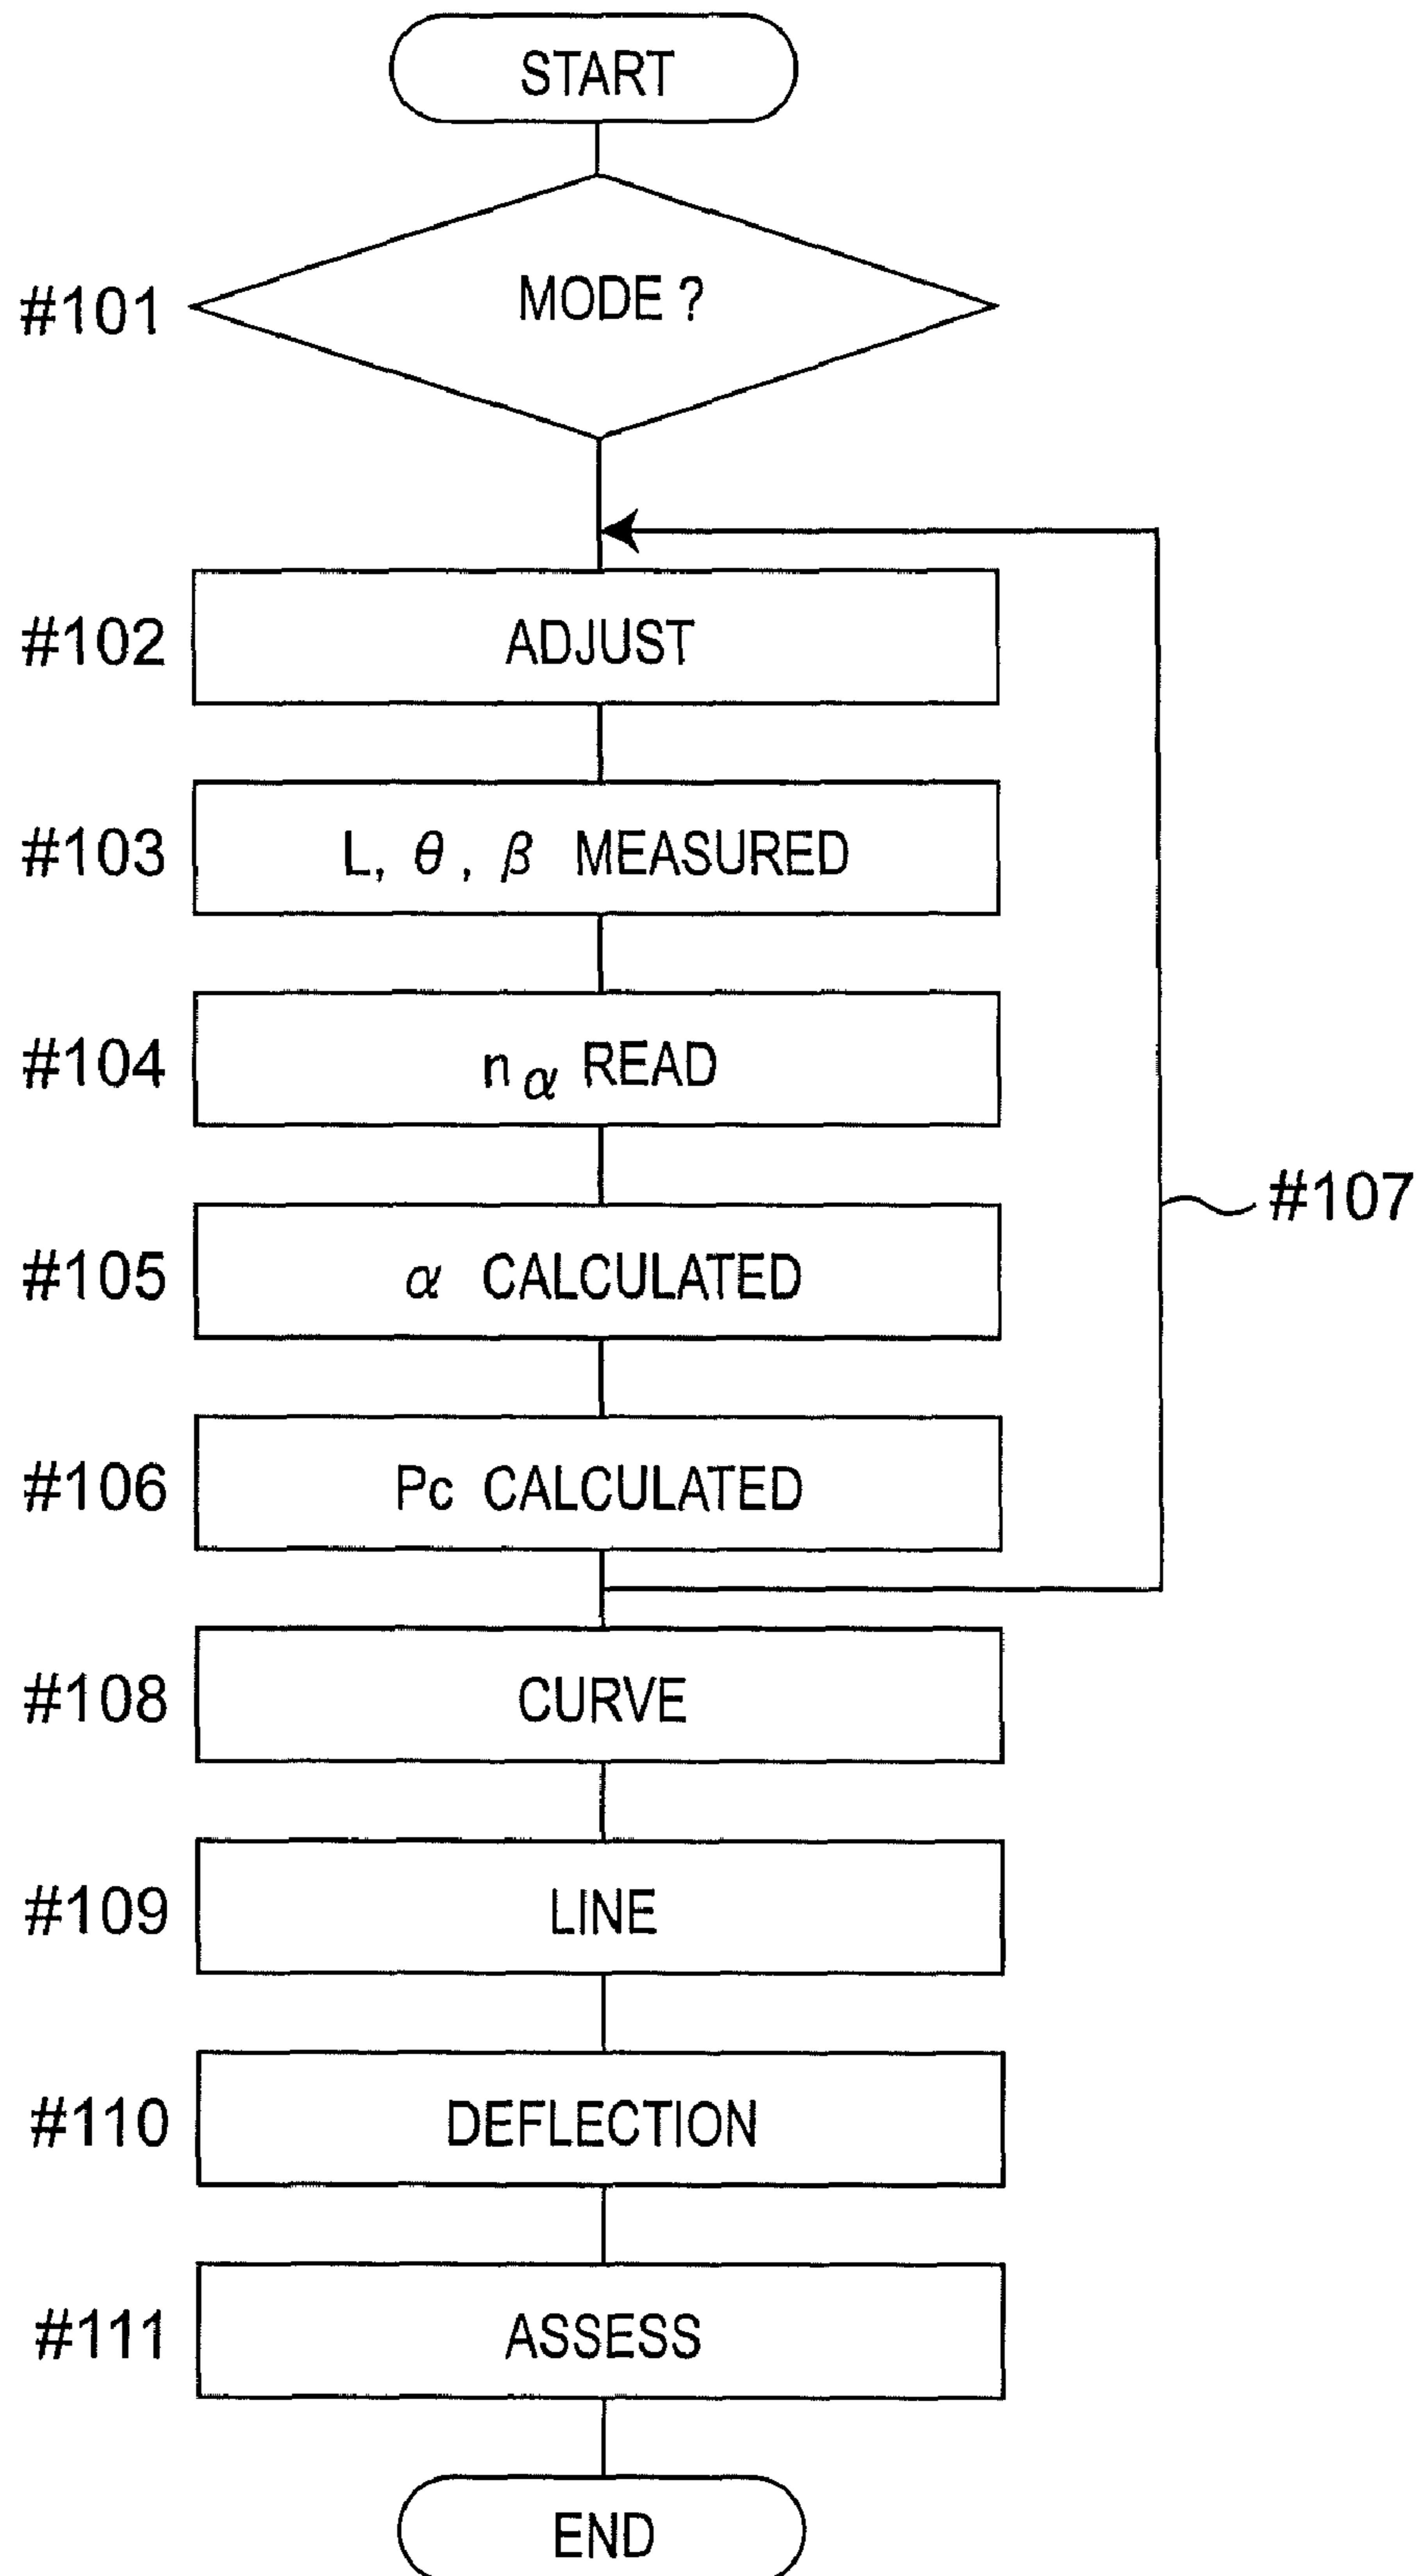 START
#101 MODE ?
#102 ADJUST
#103 L, θ, β MEASURED
#104 nα READ
#107
#105 α CALCULATED
#106 Pc CALCULATED
#108 CURVE
#109 LINE
#110 DEFLECTION
#111 ASSESS
END